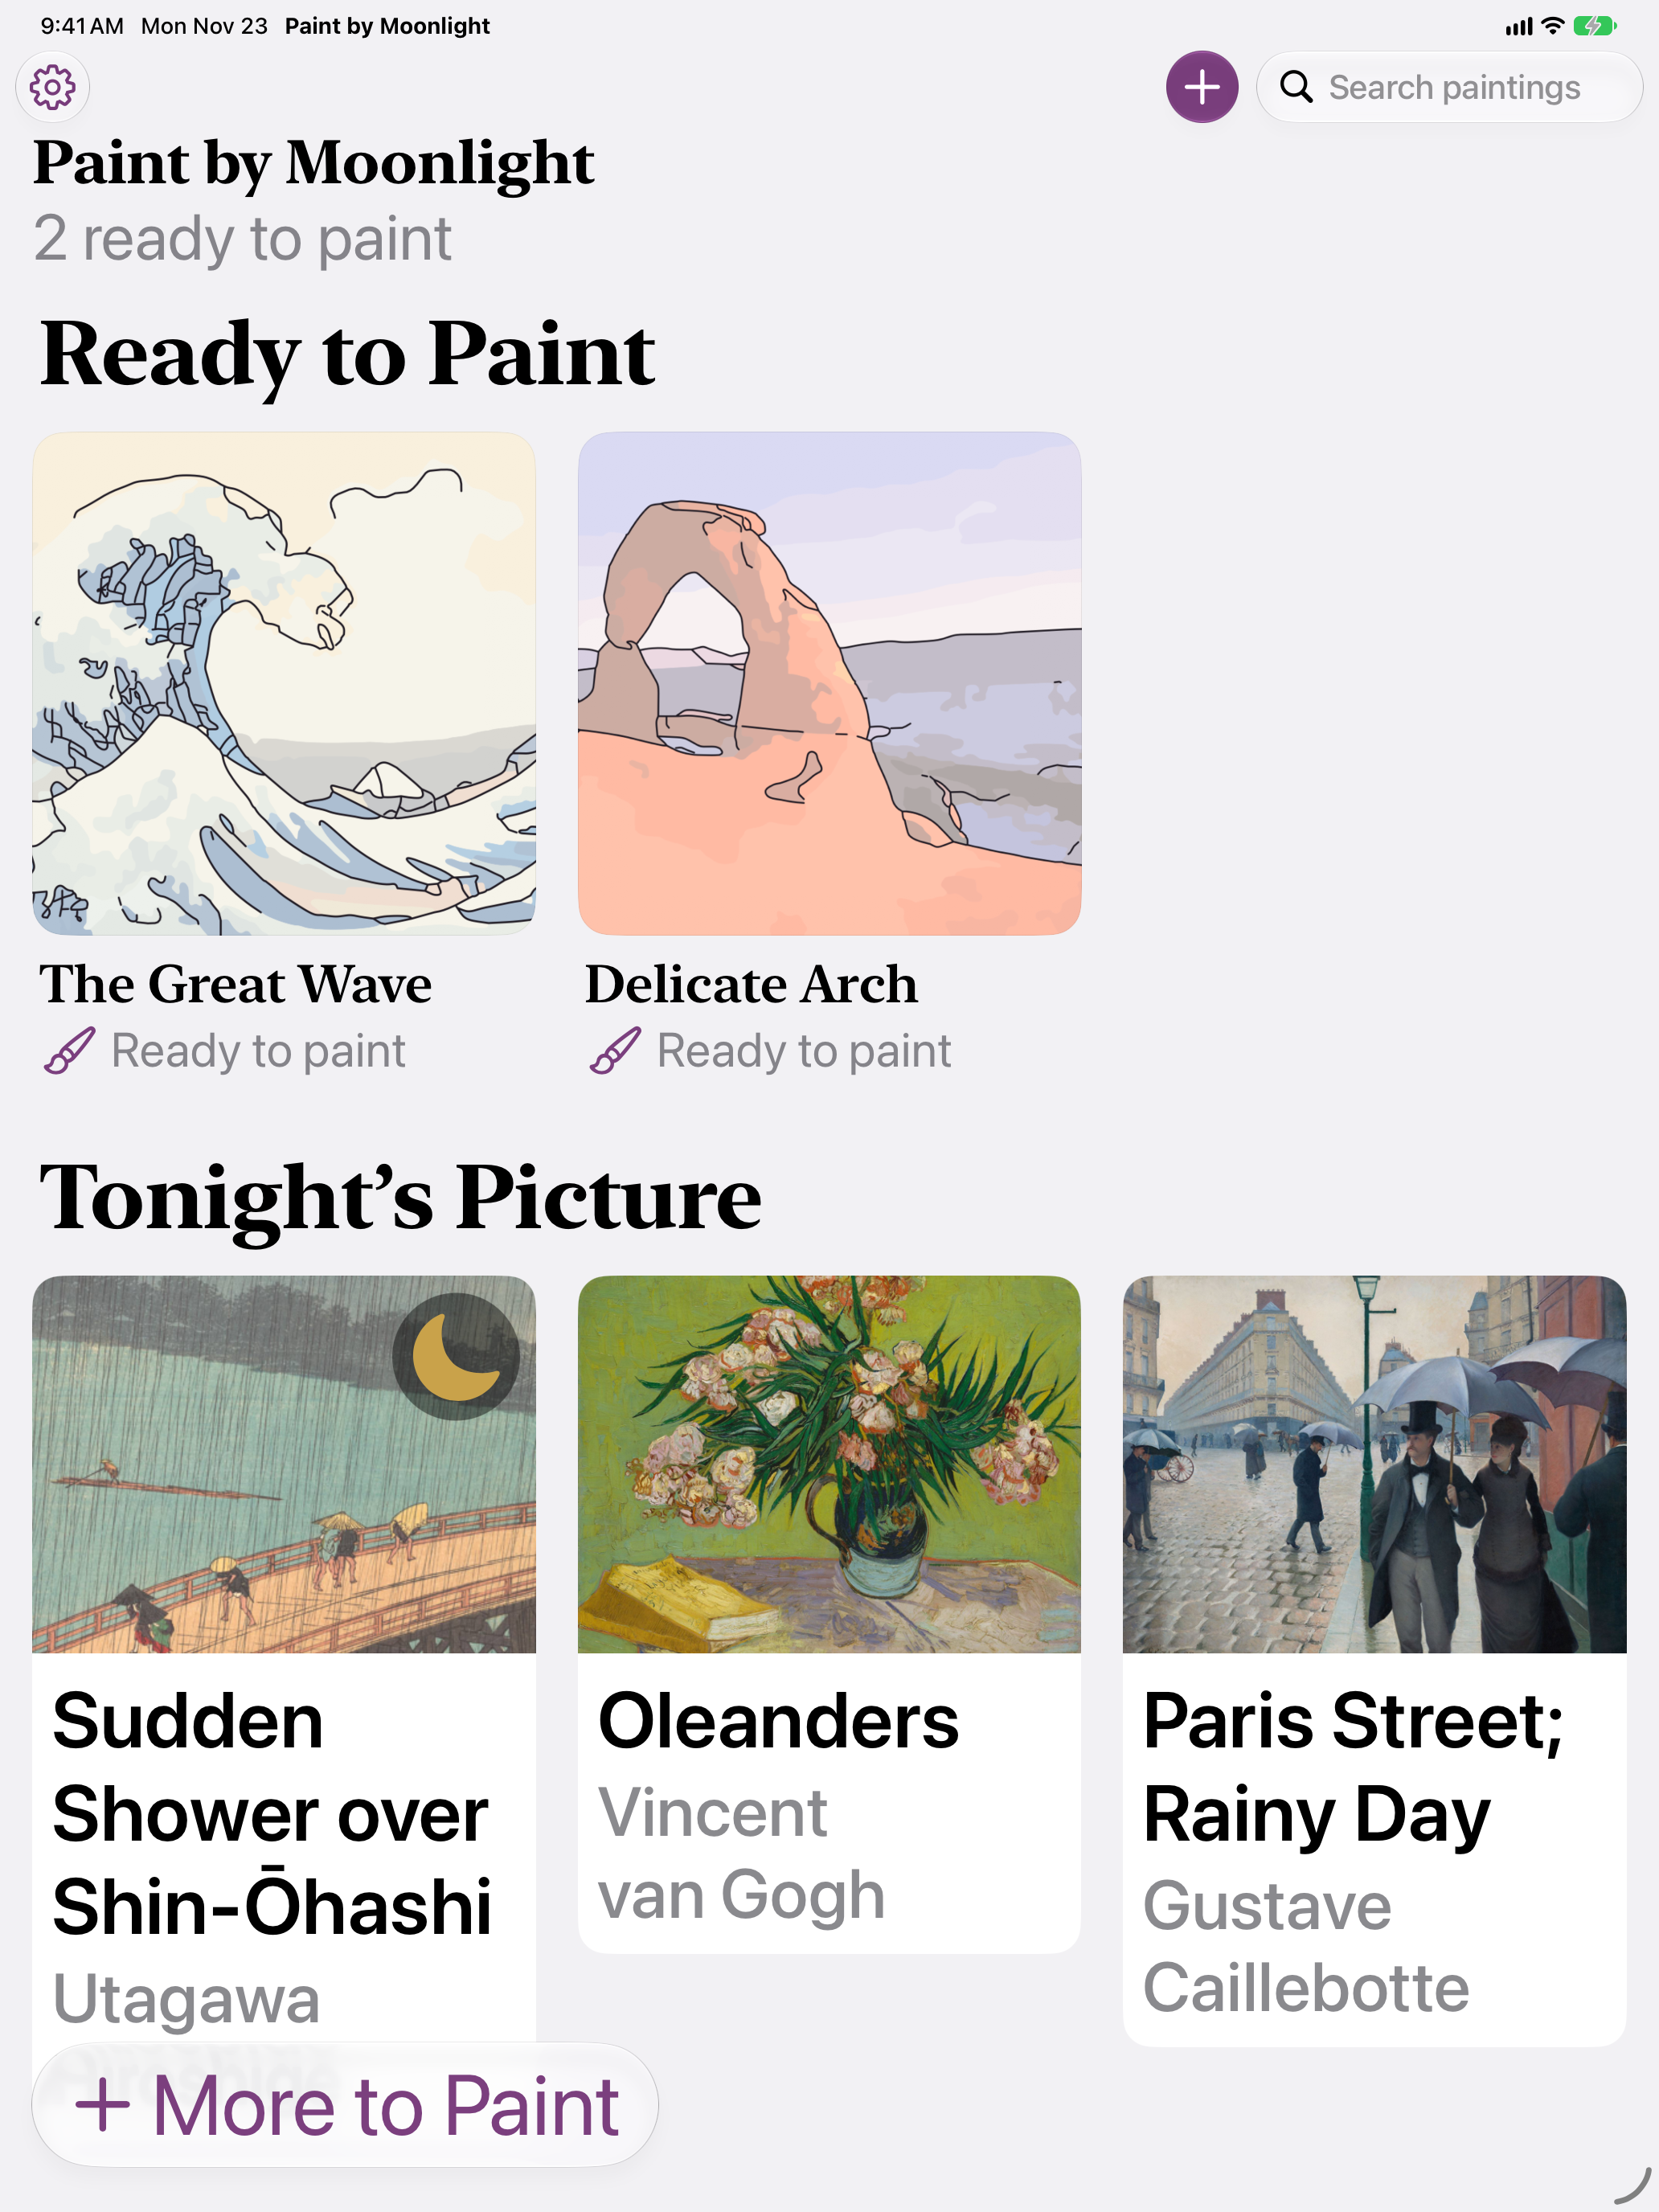 9:41 AM Mon Nov 23 Paint by Moonlight
Search paintings
Paint by Moonlight
2 ready to paint
Ready to Paint
The Great Wave
Ready to paint
Delicate Arch
Ready to paint
Tonight’s Picture
Sudden
Shower over
Shin-Ōhashi
Utagawa
Oleanders
Vincent
van Gogh
Paris Street;
Rainy Day
Gustave
Caillebotte
+ More to Paint